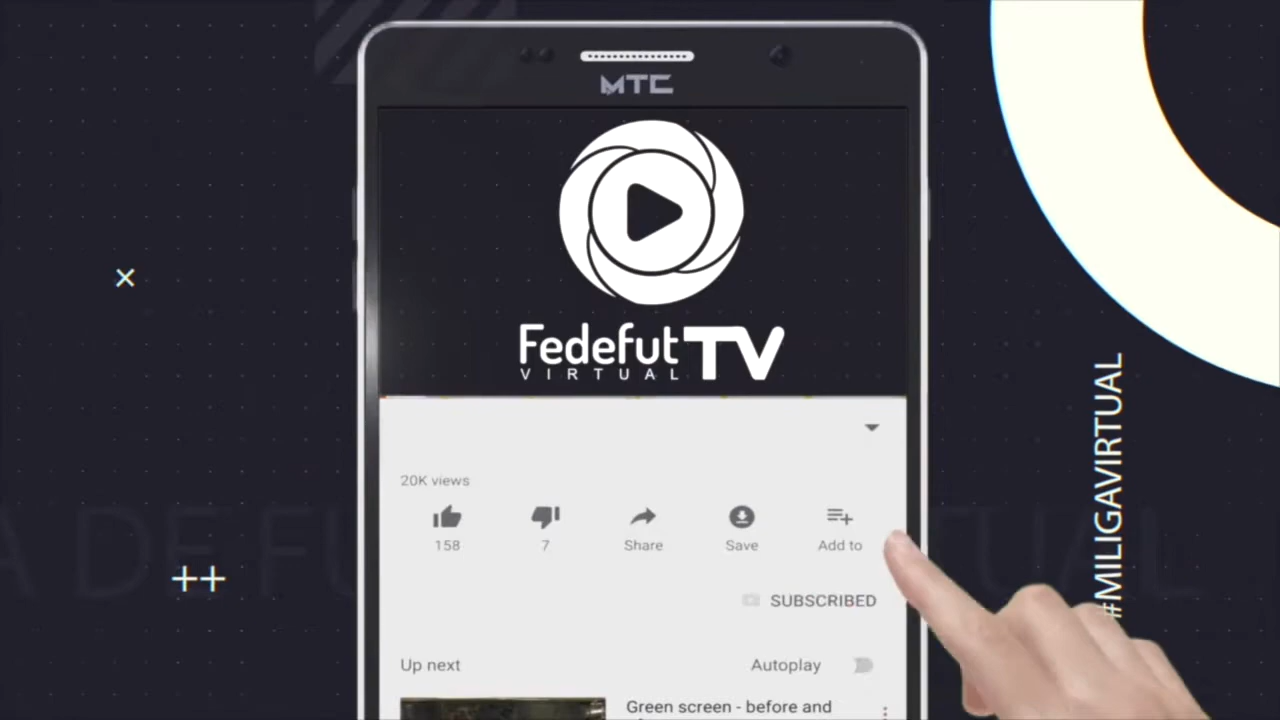 MTC
Fedefut TV
VIRTUAL
20K views
158
7
Share
Save
Add to
SUBSCRIBED
Up next
Autoplay
Green screen - before and
#MILIGAVIRTUAL